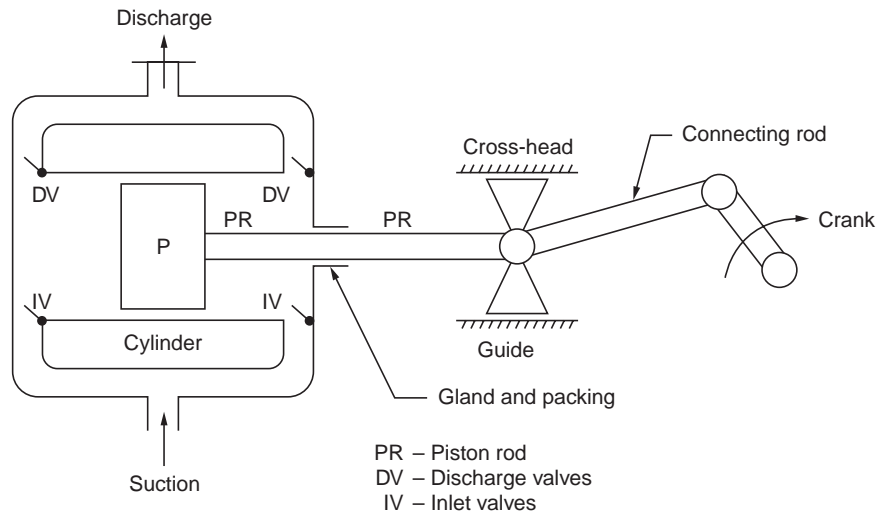 Discharge
Connecting rod
Cross-head
DV
DV
PR
PR
Crank
P
IV
IV
Cylinder
Guide
Gland and packing
Suction
PR – Piston rod
DV – Discharge valves
IV – Inlet valves